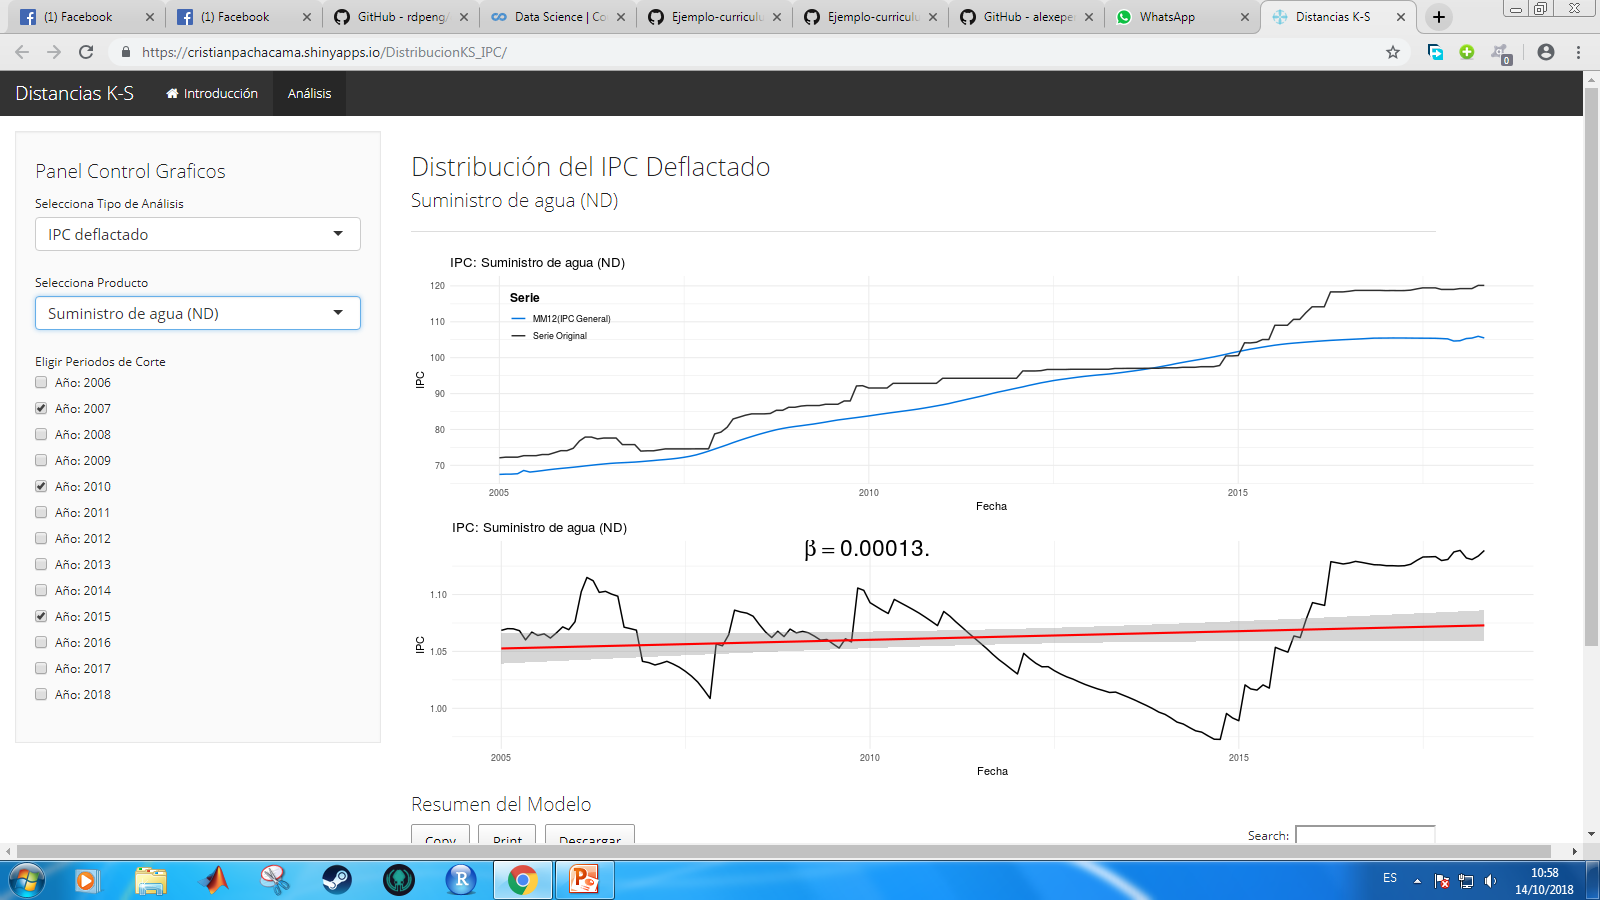 (1) Facebook
(1) Facebook
GitHub - rdpeng/
Data Science | Co
Ejemplo-curriculu
Ejemplo-curriculu
GitHub - alexepe
WhatsApp
Distancias K-S
https://cristianpachacama.shinyapps.io/DistribucionKS_IPC/
0
Distancias K-S
Introducción
Análisis
Panel Control Graficos
Selecciona Tipo de Análisis
IPC deflactado
Selecciona Producto
Suministro de agua (ND)
Eligir Periodos de Corte
Año: 2006
Año: 2007
Año: 2008
Año: 2009
Año: 2010
Año: 2011
Año: 2012
Año: 2013
Año: 2014
Año: 2015
Año: 2016
Año: 2017
Año: 2018
Distribución del IPC Deflactado
Suministro de agua (ND)
IPC: Suministro de agua (ND)
Serie
MM12(IPC General)
Serie Original
120
110
100
90
80
70
IPC
2005
2010
2015
Fecha
IPC: Suministro de agua (ND)
β = 0.00013.
1.10
1.05
1.00
IPC
2005
2010
2015
Fecha
Resumen del Modelo
Copy
Print
Descargar
Search:
R
P
ES
10:58
14/10/2018